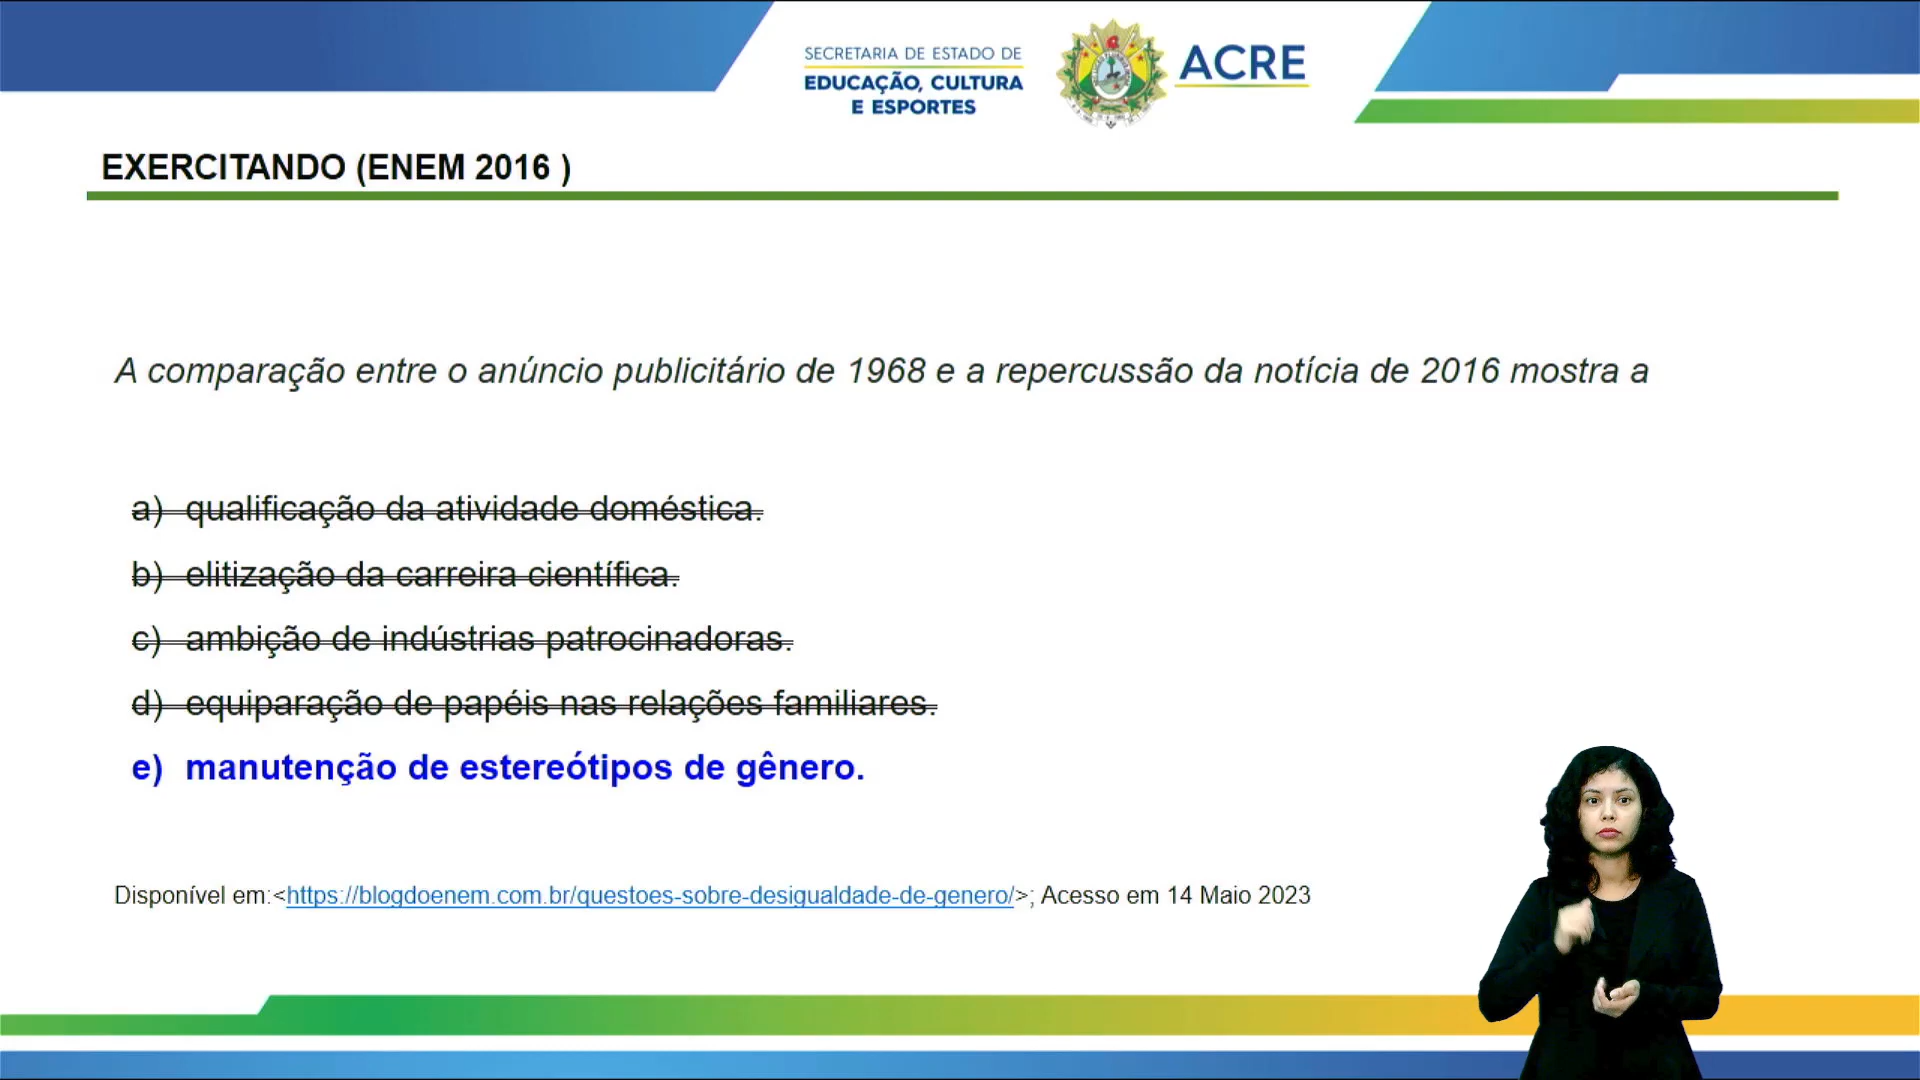 SECRETARIA DE ESTADO DE
EDUCAÇÃO, CULTURA
E ESPORTES
ACRE
EXERCITANDO (ENEM 2016 )
A comparação entre o anúncio publicitário de 1968 e a repercussão da notícia de 2016 mostra a
a) qualificação da atividade doméstica.
b) elitização da carreira científica.
c) ambição de indústrias patrocinadoras.
d) equiparação de papéis nas relações familiares.
e) manutenção de estereótipos de gênero.
Disponível em:<https://blogdoenem.com.br/questoes-sobre-desigualdade-de-genero/>; Acesso em 14 Maio 2023